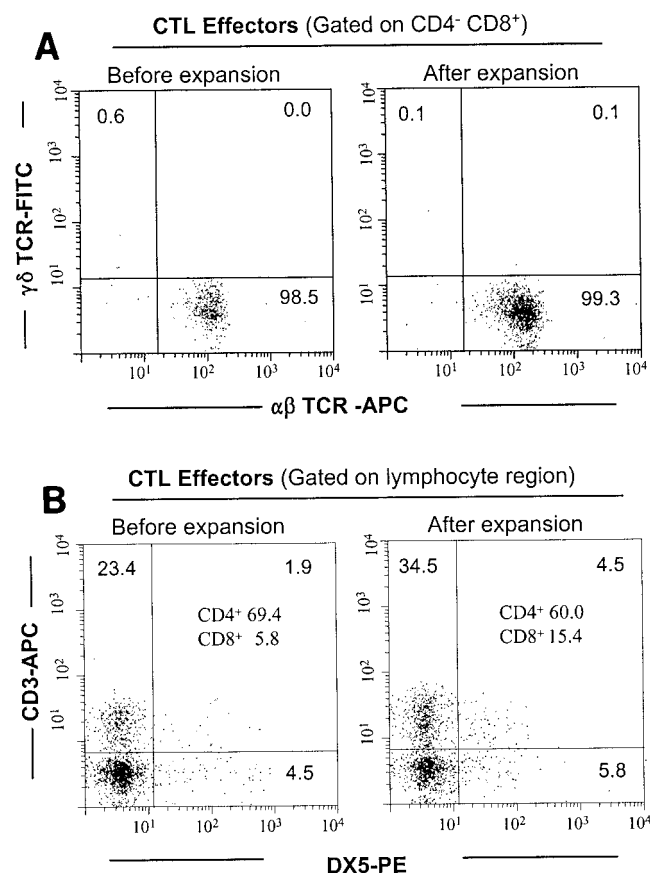 A
CTL Effectors (Gated on CD4⁻ CD8⁺)
Before expansion
After expansion
γδ TCR-FITC
10⁴
10³
10²
10¹
0.6
0.0
98.5
10¹ 10² 10³ 10⁴
10⁴
10³
10²
10¹
0.1
0.1
99.3
10¹ 10² 10³ 10⁴
αβ TCR -APC
B
CTL Effectors (Gated on lymphocyte region)
Before expansion
After expansion
CD3-APC
10⁴
10³
10²
10¹
23.4
1.9
CD4⁺ 69.4
CD8⁺ 5.8
4.5
10¹ 10² 10³ 10⁴
10⁴
10³
10²
10¹
34.5
4.5
CD4⁺ 60.0
CD8⁺ 15.4
5.8
10¹ 10² 10³ 10⁴
DX5-PE